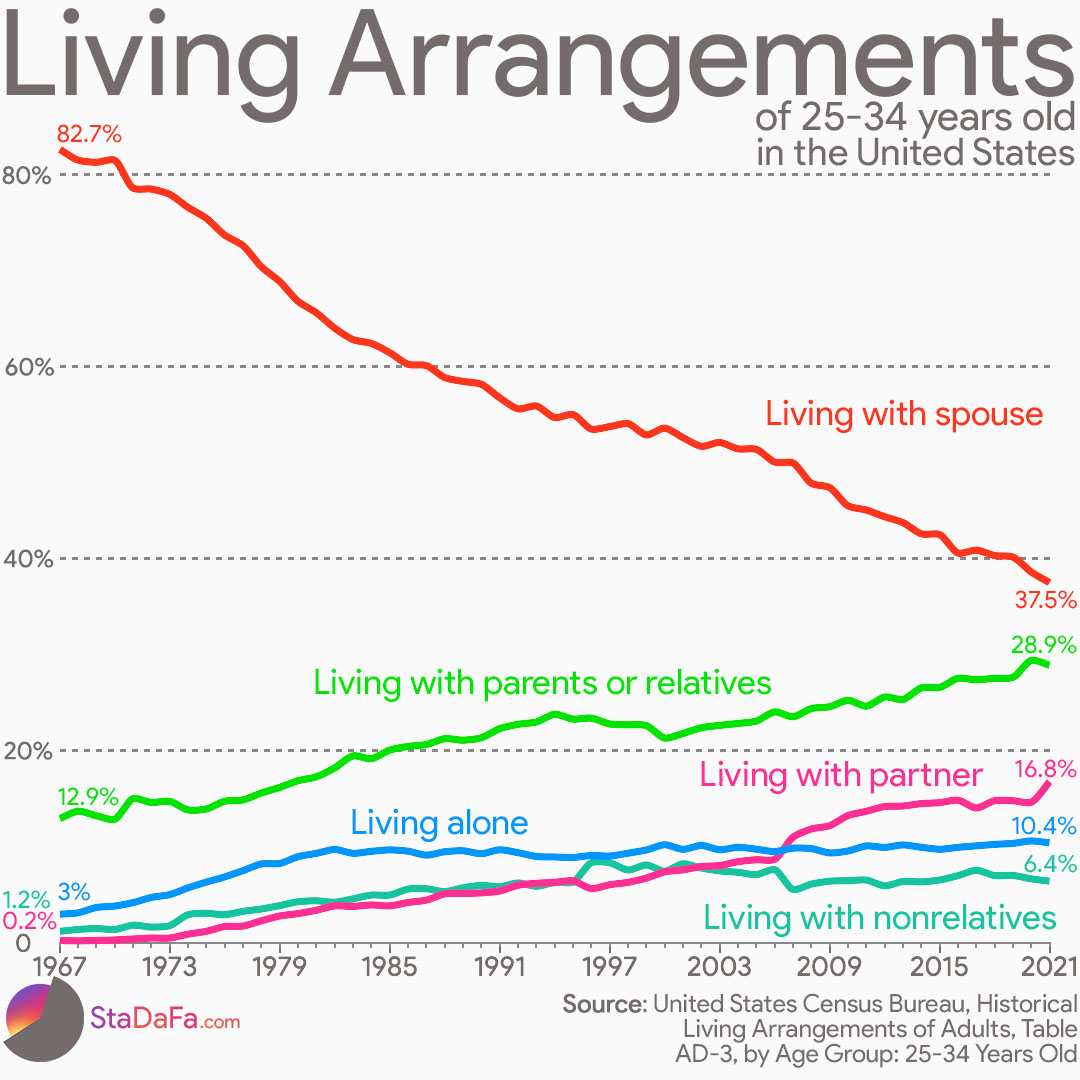 Living Arrangements
of 25-34 years old
in the United States
82.7%
80%
60%
Living with spouse
40%
37.5%
28.9%
Living with parents or relatives
20%
Living with partner
16.8%
12.9%
Living alone
10.4%
6.4%
3%
1.2%
0.2%
Living with nonrelatives
0
1967 1973 1979 1985 1991 1997 2003 2009 2015 2021
StaDaFa.com
Source: United States Census Bureau, Historical
Living Arrangements of Adults, Table
AD-3, by Age Group: 25-34 Years Old